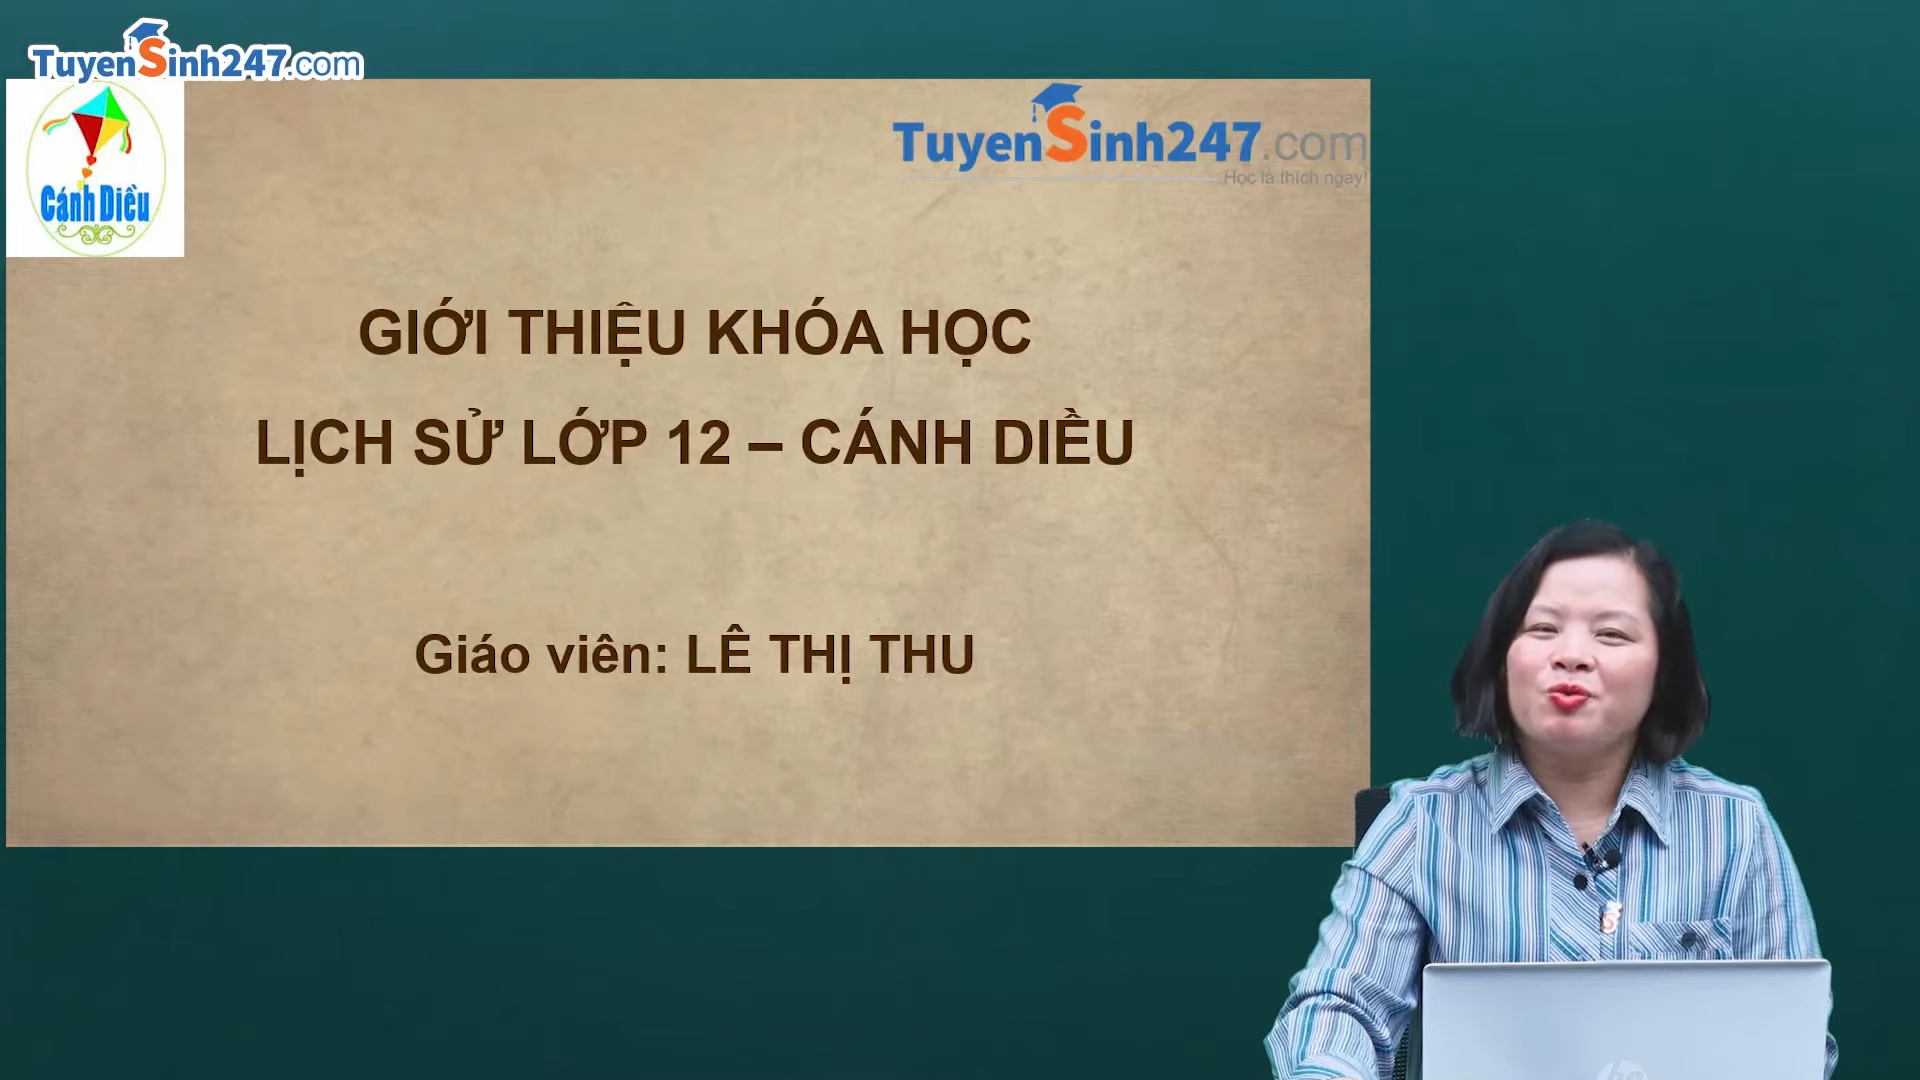 TuyenSinh247.com
Cánh Diều
TuyenSinh247.com
Học là thích ngay!
GIỚI THIỆU KHÓA HỌC
LỊCH SỬ LỚP 12 – CÁNH DIỀU
Giáo viên: LÊ THỊ THU
hp